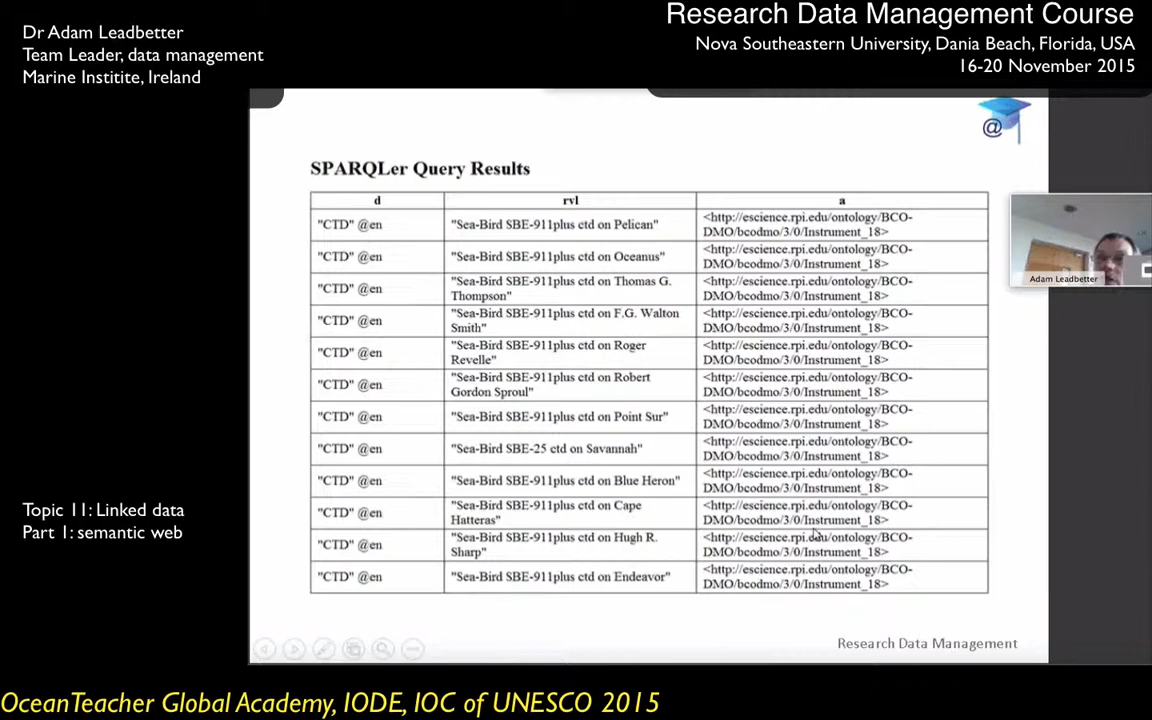 Dr Adam Leadbetter
Team Leader, data management
Marine Institite, Ireland
Research Data Management Course
Nova Southeastern University, Dania Beach, Florida, USA
16-20 November 2015
@
SPARQLer Query Results
d rvl a
"CTD" @en "Sea-Bird SBE-911plus ctd on Pelican" <http://escience.rpi.edu/ontology/BCO-
DMO/bcodmo/3/0/Instrument_18>
"CTD" @en "Sea-Bird SBE-911plus ctd on Oceanus" <http://escience.rpi.edu/ontology/BCO-
DMO/bcodmo/3/0/Instrument_18>
"CTD" @en "Sea-Bird SBE-911plus ctd on Thomas G. <http://escience.rpi.edu/ontology/BCO-
Thompson" DMO/bcodmo/3/0/Instrument_18>
"CTD" @en "Sea-Bird SBE-911plus ctd on F.G. Walton <http://escience.rpi.edu/ontology/BCO-
Smith" DMO/bcodmo/3/0/Instrument_18>
"CTD" @en "Sea-Bird SBE-911plus ctd on Roger <http://escience.rpi.edu/ontology/BCO-
Revelle" DMO/bcodmo/3/0/Instrument_18>
"CTD" @en "Sea-Bird SBE-911plus ctd on Robert <http://escience.rpi.edu/ontology/BCO-
Gordon Sproul" DMO/bcodmo/3/0/Instrument_18>
"CTD" @en "Sea-Bird SBE-911plus ctd on Point Sur" <http://escience.rpi.edu/ontology/BCO-
DMO/bcodmo/3/0/Instrument_18>
"CTD" @en "Sea-Bird SBE-25 ctd on Savannah" <http://escience.rpi.edu/ontology/BCO-
DMO/bcodmo/3/0/Instrument_18>
"CTD" @en "Sea-Bird SBE-911plus ctd on Blue Heron" <http://escience.rpi.edu/ontology/BCO-
DMO/bcodmo/3/0/Instrument_18>
"CTD" @en "Sea-Bird SBE-911plus ctd on Cape <http://escience.rpi.edu/ontology/BCO-
Hatteras" DMO/bcodmo/3/0/Instrument_18>
"CTD" @en "Sea-Bird SBE-911plus ctd on Hugh R. <http://escience.rpi.edu/ontology/BCO-
Sharp" DMO/bcodmo/3/0/Instrument_18>
"CTD" @en "Sea-Bird SBE-911plus ctd on Endeavor" <http://escience.rpi.edu/ontology/BCO-
DMO/bcodmo/3/0/Instrument_18>
Adam Leadbetter
Topic 11: Linked data
Part 1: semantic web
Research Data Management
OceanTeacher Global Academy, IODE, IOC of UNESCO 2015